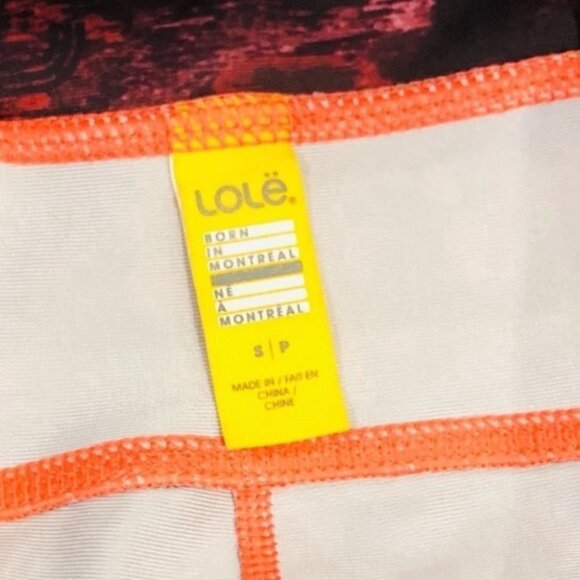 Lolë®
BORN
IN
MONTREAL
NÉ
À
MONTRÉAL
S | P
MADE IN / FAIT EN
CHINA /
CHINE